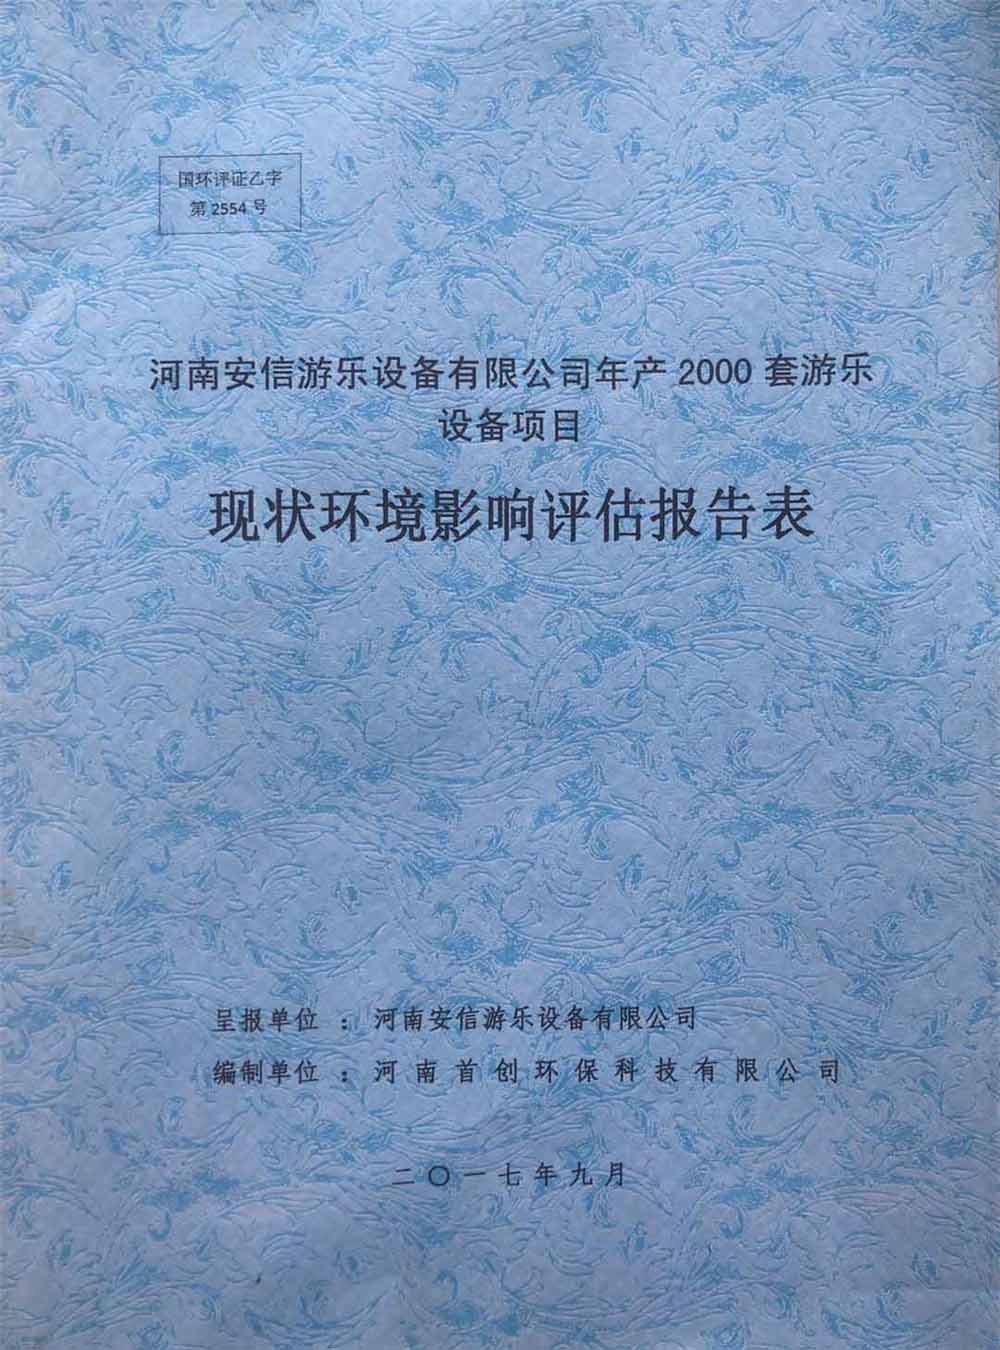 国环评证乙字
第 2554 号
河南安信游乐设备有限公司年产 2000 套游乐
设备项目
现状环境影响评估报告表
呈报单位 ： 河南安信游乐设备有限公司
编制单位 ： 河南首创环保科技有限公司
二〇一七年九月